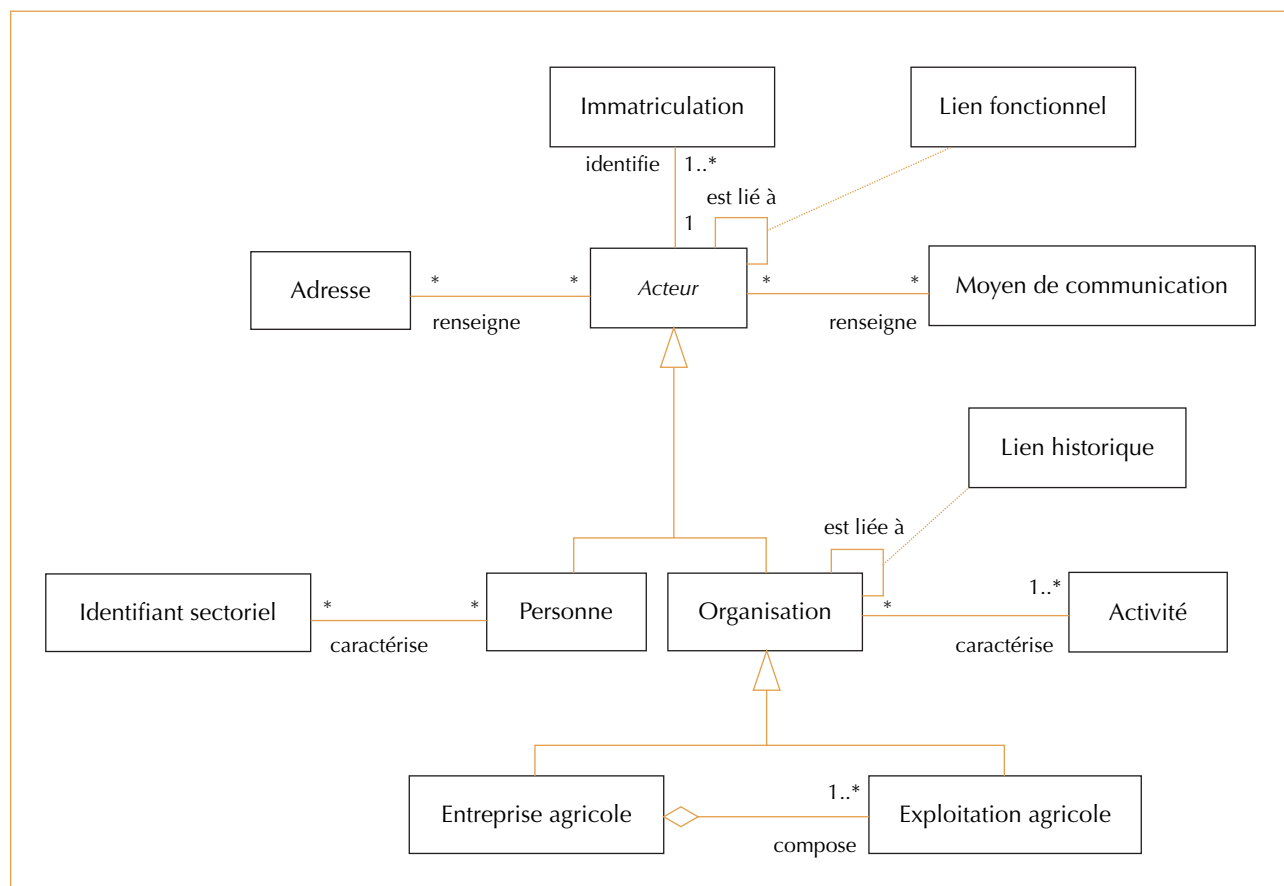 Immatriculation
Lien fonctionnel
identifie
1..*
est lié à
1
Adresse
*
*
Acteur
*
*
Moyen de communication
renseigne
renseigne
Lien historique
est liée à
Identifiant sectoriel
*
*
Personne
Organisation
*
1..*
Activité
caractérise
caractérise
Entreprise agricole
1..*
Exploitation agricole
compose